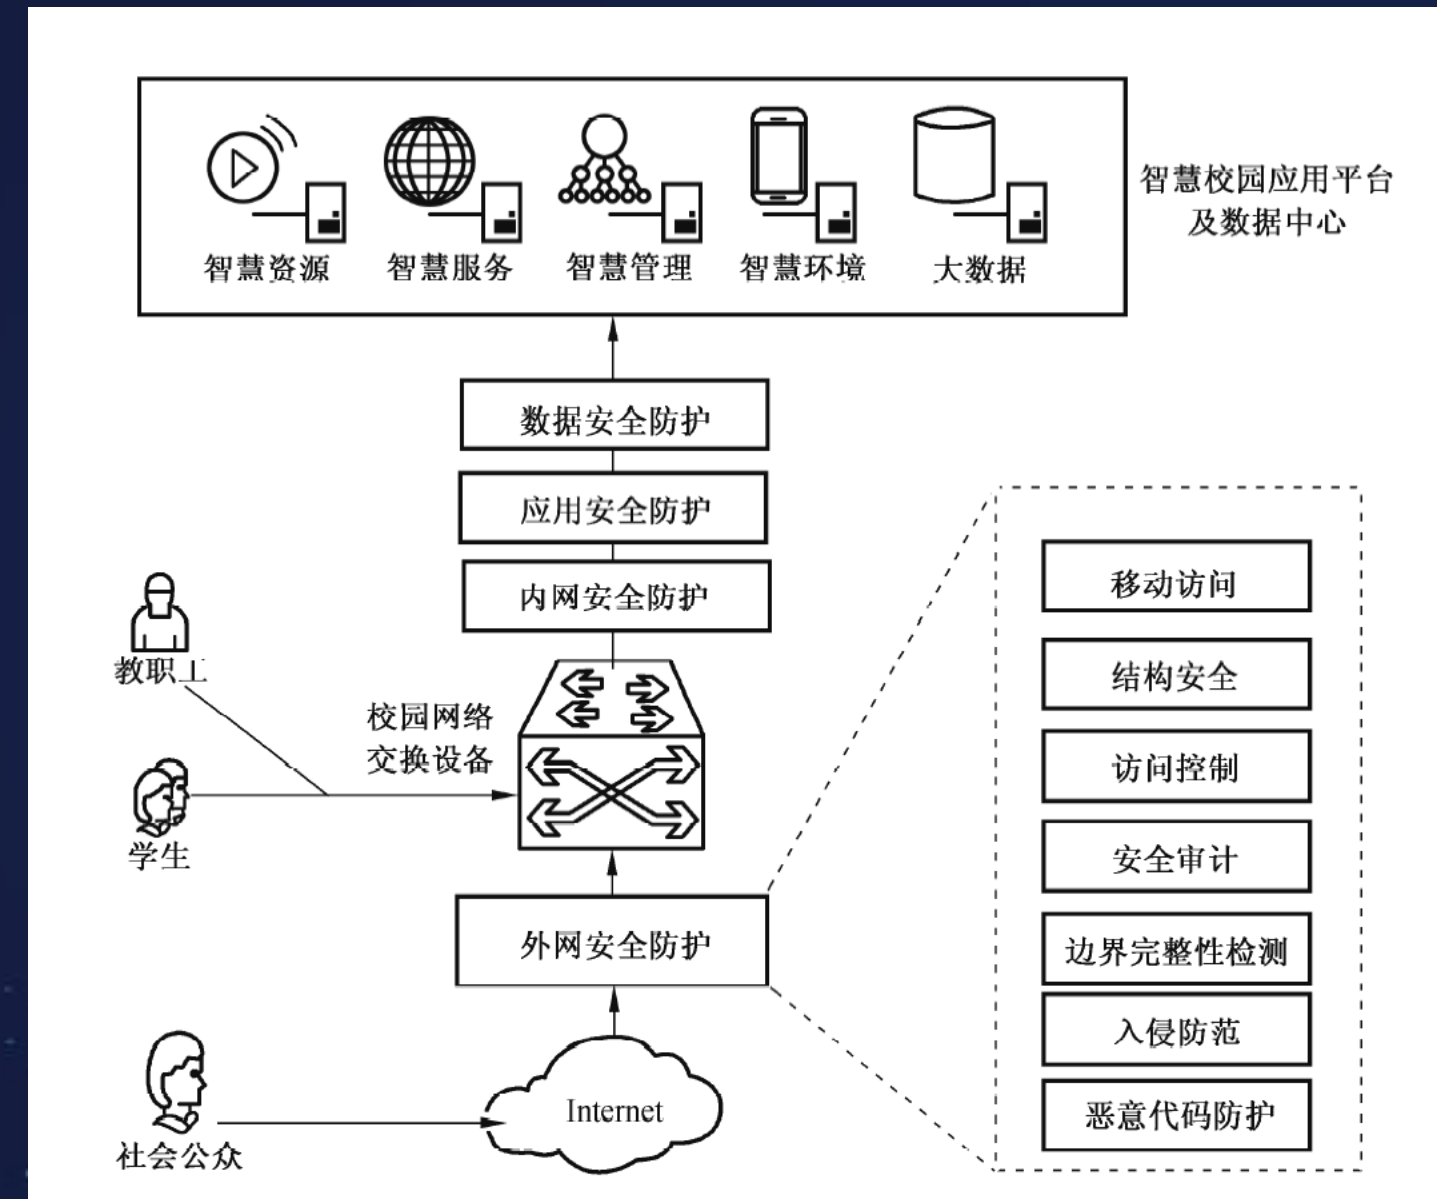 智慧资源 智慧服务 智慧管理 智慧环境 大数据
智慧校园应用平台
及数据中心
数据安全防护
应用安全防护
内网安全防护
教职工
校园网络
交换设备
学生
外网安全防护
Internet
社会公众
移动访问
结构安全
访问控制
安全审计
边界完整性检测
入侵防范
恶意代码防护